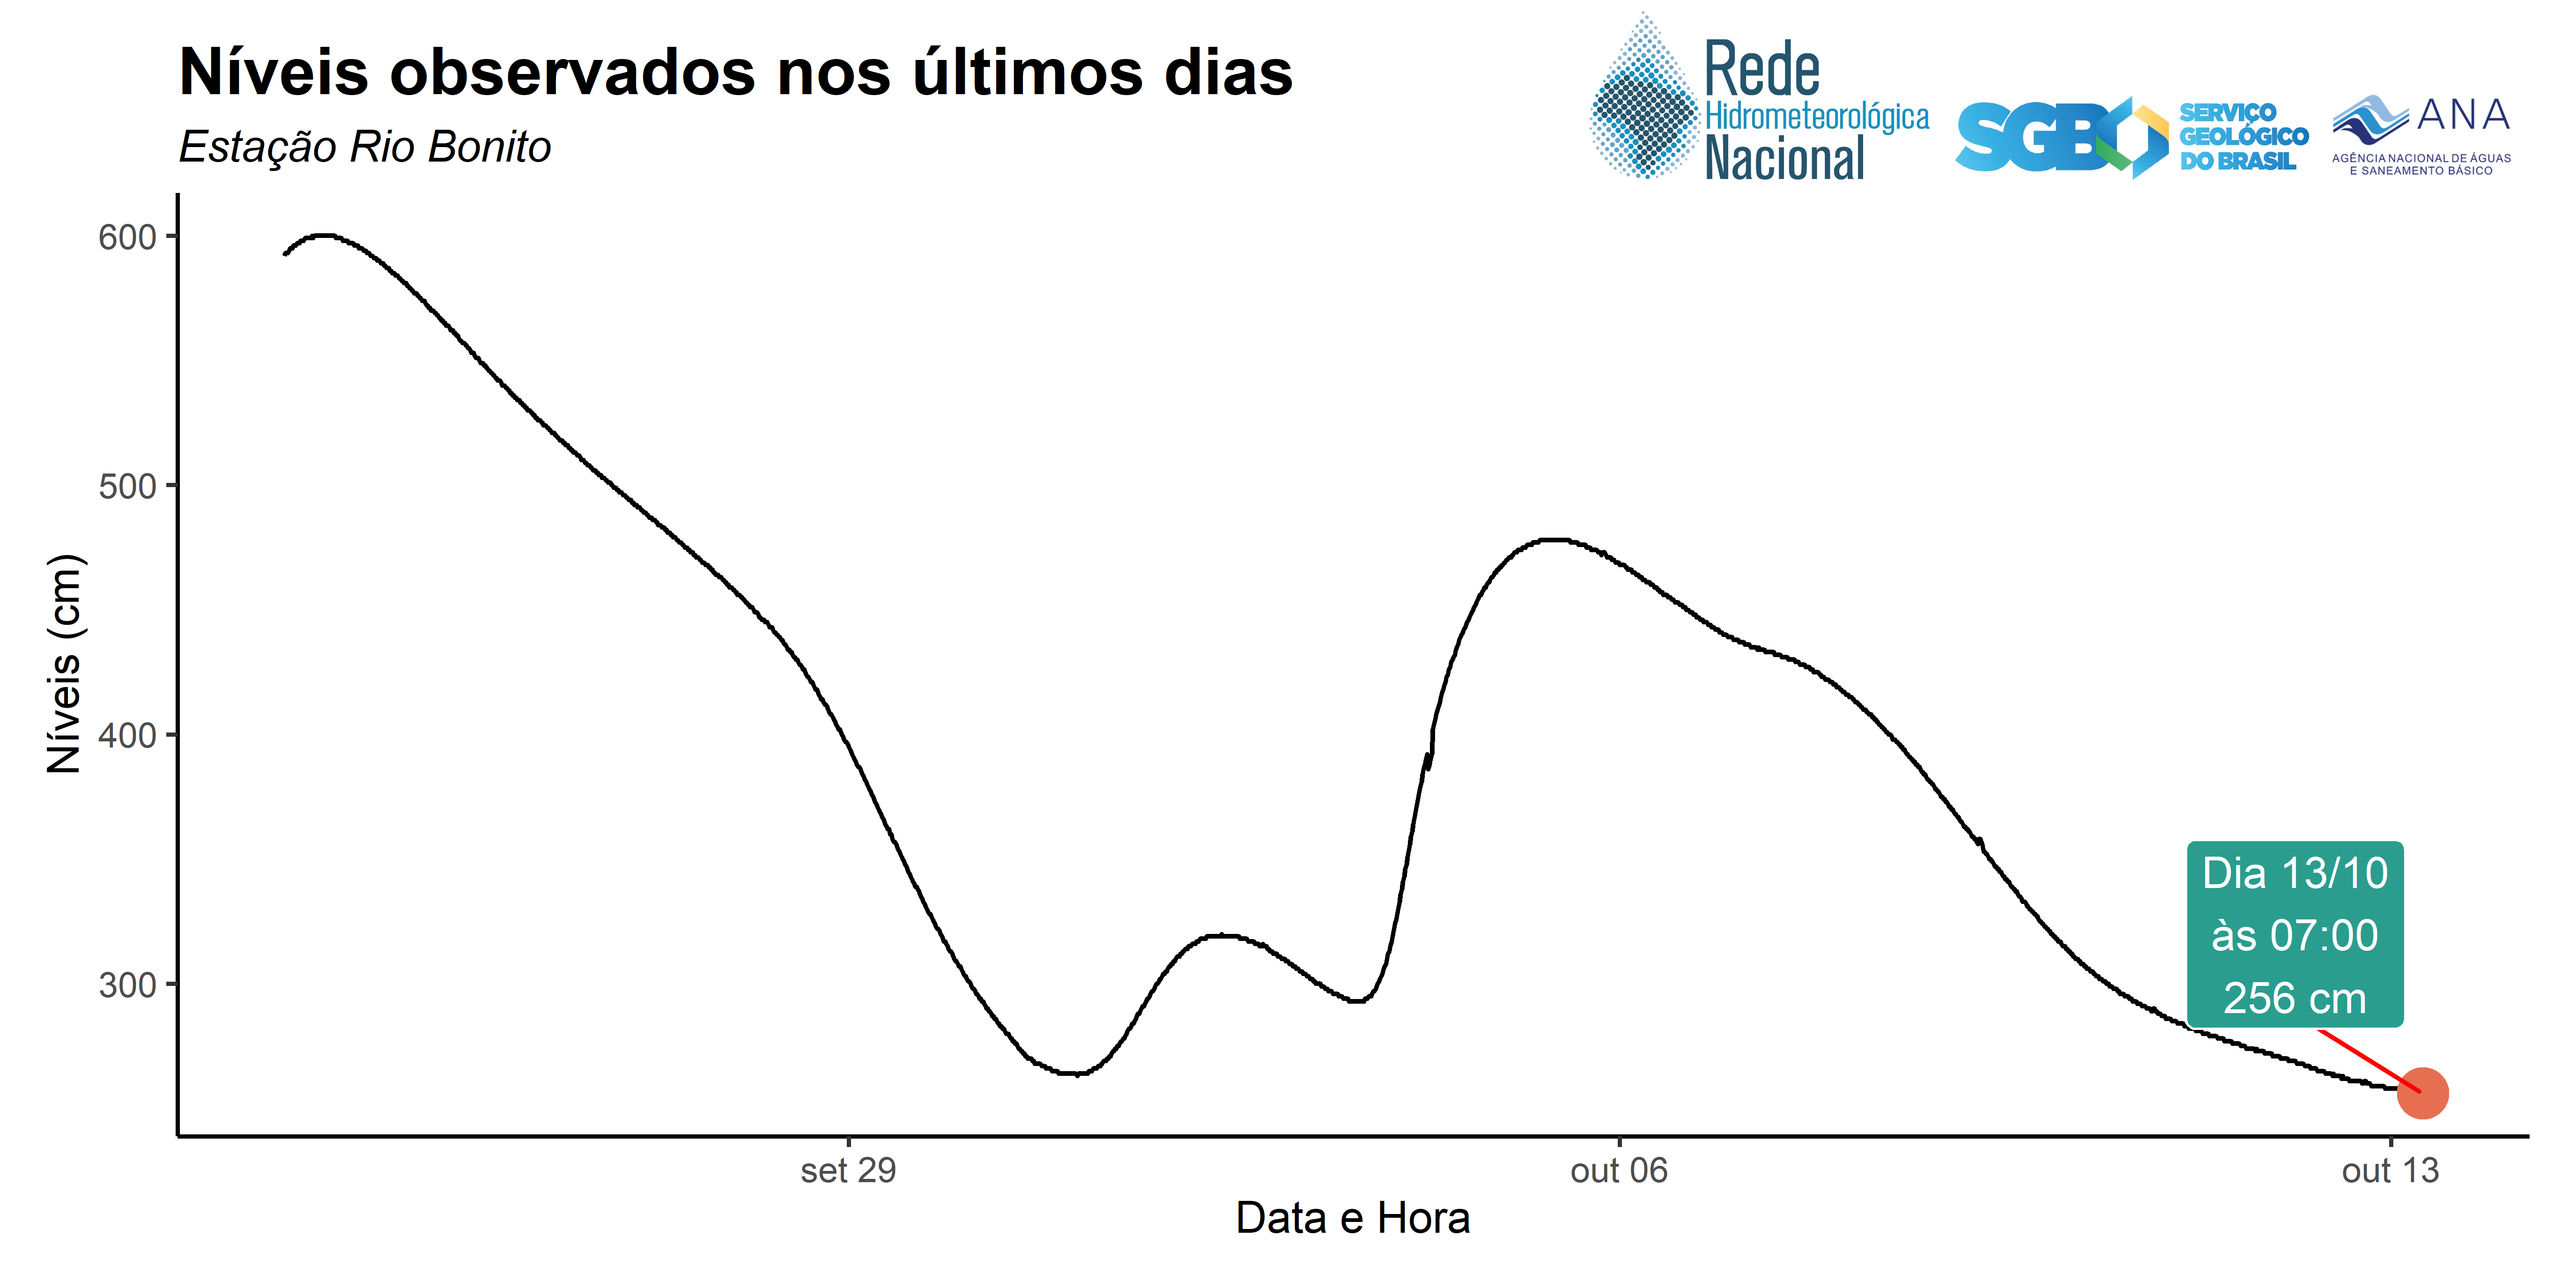 Níveis observados nos últimos dias
Estação Rio Bonito
Rede
Hidrometeorológica
Nacional
SGB
SERVIÇO
GEOLÓGICO
DO BRASIL
ANA
AGÊNCIA NACIONAL DE ÁGUAS
E SANEAMENTO BÁSICO
Níveis (cm)
600
500
400
300
Dia 13/10
às 07:00
256 cm
set 29
out 06
out 13
Data e Hora